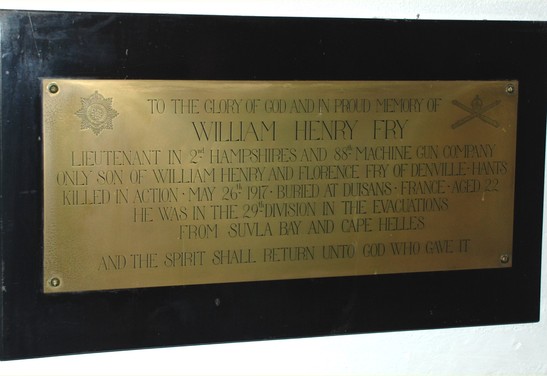 TO THE GLORY OF GOD AND IN PROUD MEMORY OF
WILLIAM HENRY FRY
LIEUTENANT IN 2nd HAMPSHIRES AND 88th MACHINE GUN COMPANY
ONLY SON OF WILLIAM HENRY AND FLORENCE FRY OF DENVILLE·HANTS
KILLED IN ACTION · MAY 26th 1917 · BURIED AT DUISANS · FRANCE · AGED 22
HE WAS IN THE 29th DIVISION IN THE EVACUATIONS
FROM SUVLA BAY AND CAPE HELLES
AND THE SPIRIT SHALL RETURN UNTO GOD WHO GAVE IT